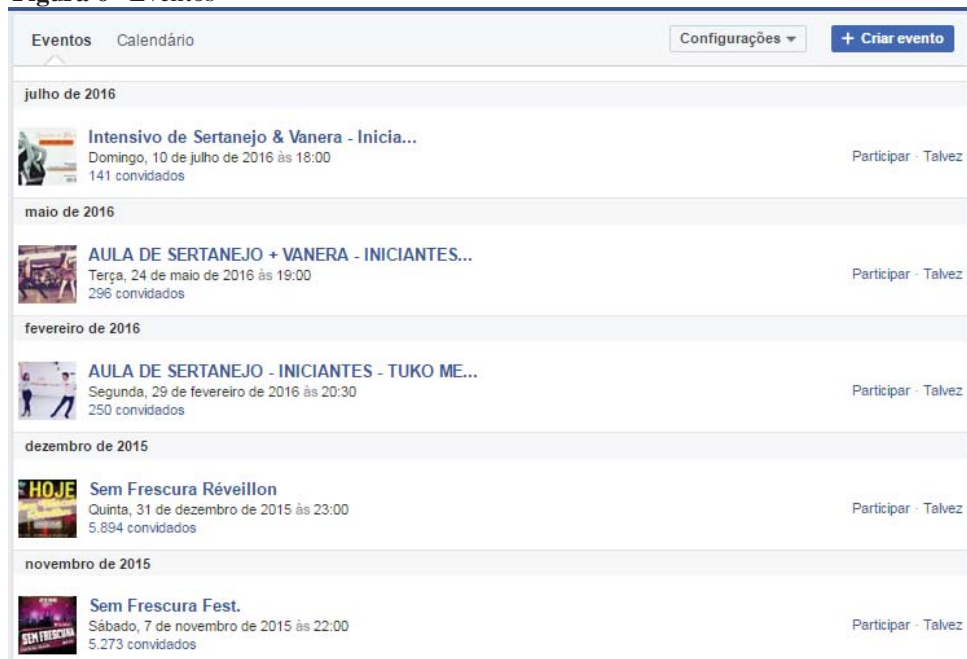 Eventos Calendário Configurações + Criar evento
julho de 2016
Intensivo de Sertanejo & Vanera - Inicia...
Domingo, 10 de julho de 2016 às 18:00
Participar · Talvez
141 convidados
maio de 2016
AULA DE SERTANEJO + VANERA - INICIANTES...
Terça, 24 de maio de 2016 às 19:00
Participar · Talvez
296 convidados
fevereiro de 2016
AULA DE SERTANEJO - INICIANTES - TUKO ME...
Segunda, 29 de fevereiro de 2016 às 20:30
Participar · Talvez
250 convidados
dezembro de 2015
HOJE
Sem Frescura Réveillon
Quinta, 31 de dezembro de 2015 às 23:00
Participar · Talvez
5.894 convidados
novembro de 2015
Sem Frescura Fest.
Sábado, 7 de novembro de 2015 às 22:00
Participar · Talvez
SEM FRESCURA
5.273 convidados